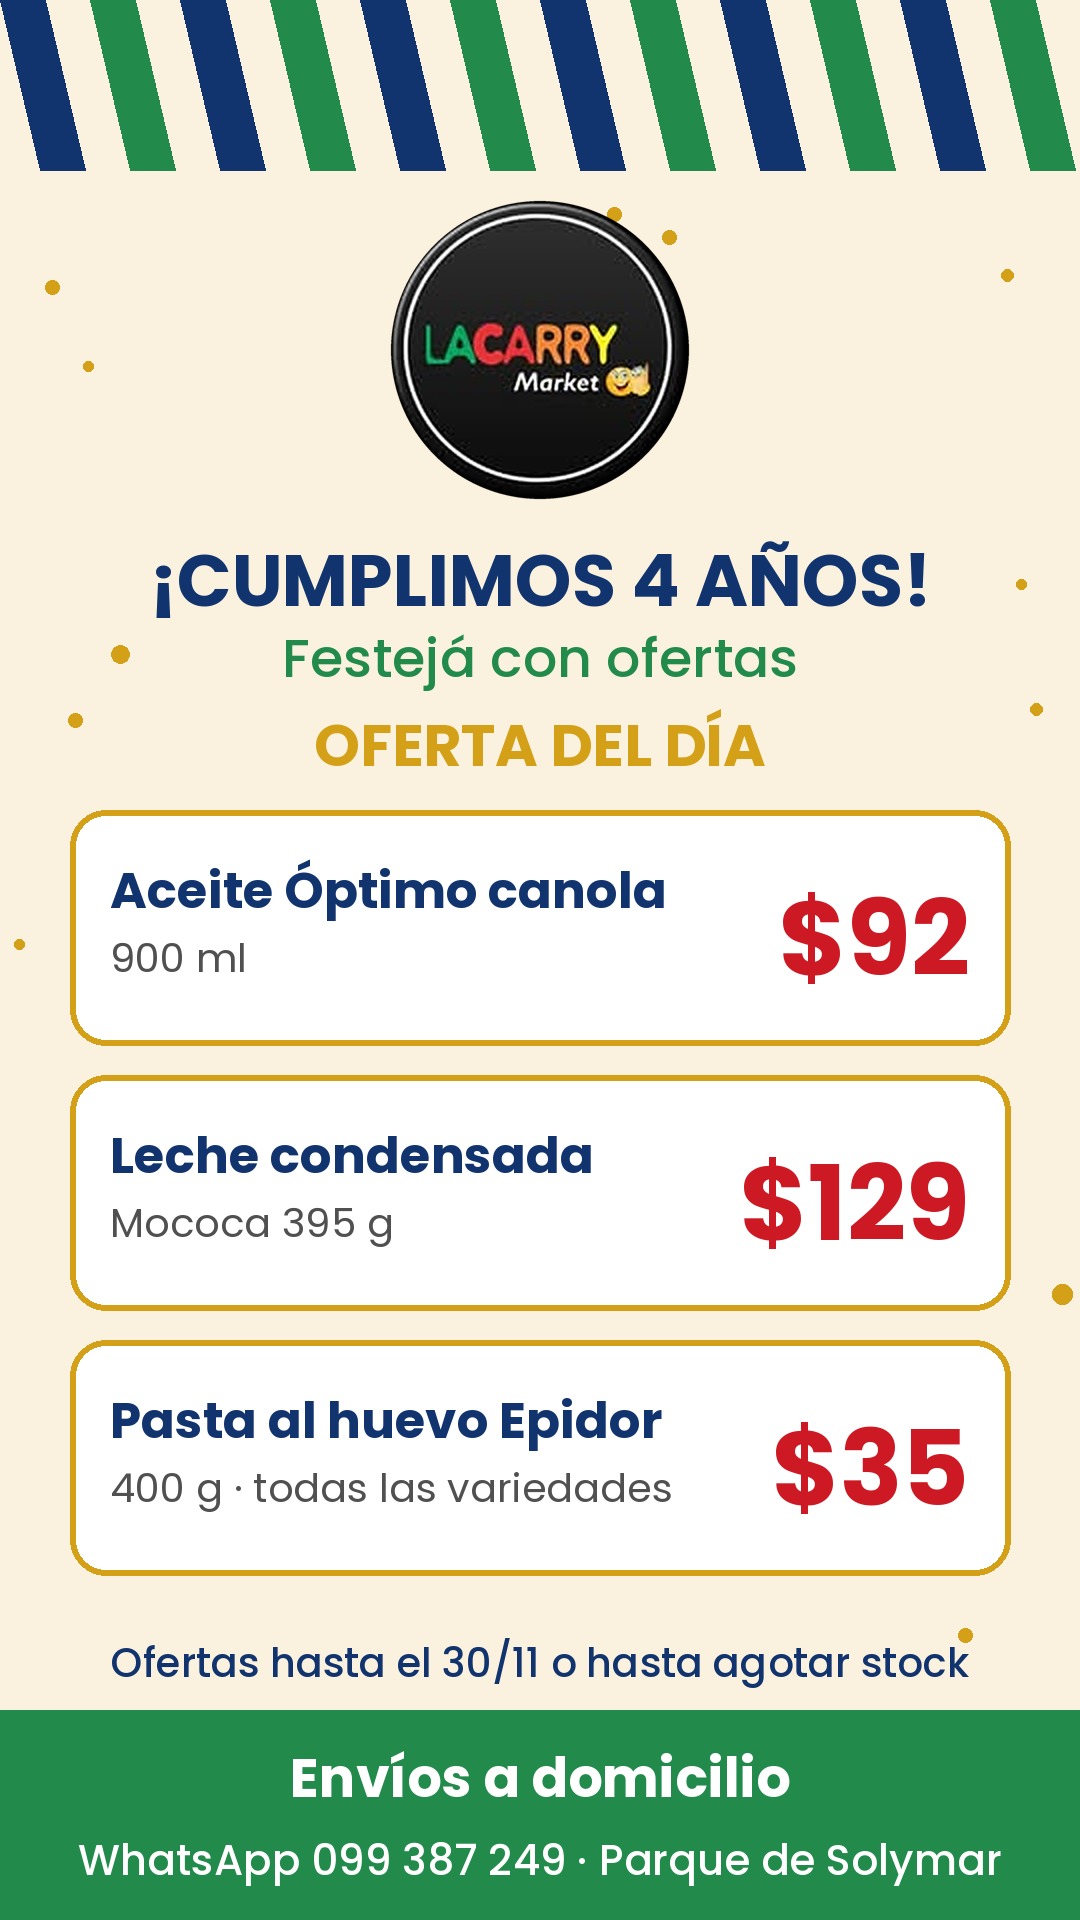 LACARRY
Market
¡CUMPLIMOS 4 AÑOS!
Festejá con ofertas
OFERTA DEL DÍA
Aceite Óptimo canola
900 ml
$92
Leche condensada
Mococa 395 g
$129
Pasta al huevo Epidor
400 g · todas las variedades
$35
Ofertas hasta el 30/11 o hasta agotar stock
Envíos a domicilio
WhatsApp 099 387 249 · Parque de Solymar